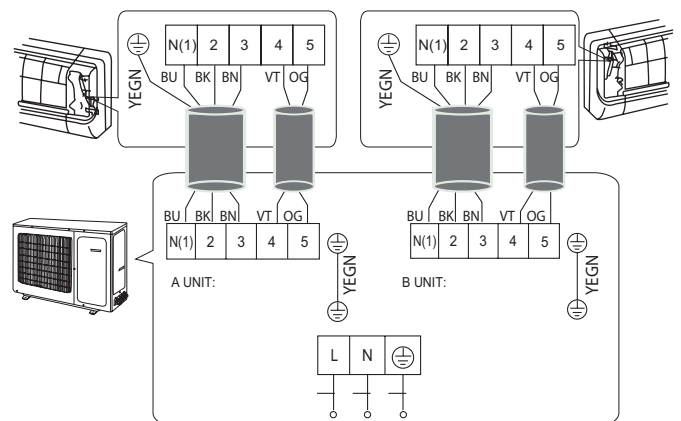 N(1) 2 3 4 5
BU BK BN VT OG
YEGN
N(1) 2 3 4 5
BU BK BN VT OG
YEGN
BU BK BN VT OG
N(1) 2 3 4 5
A UNIT:
YEGN
BU BK BN VT OG
N(1) 2 3 4 5
B UNIT:
YEGN
L N